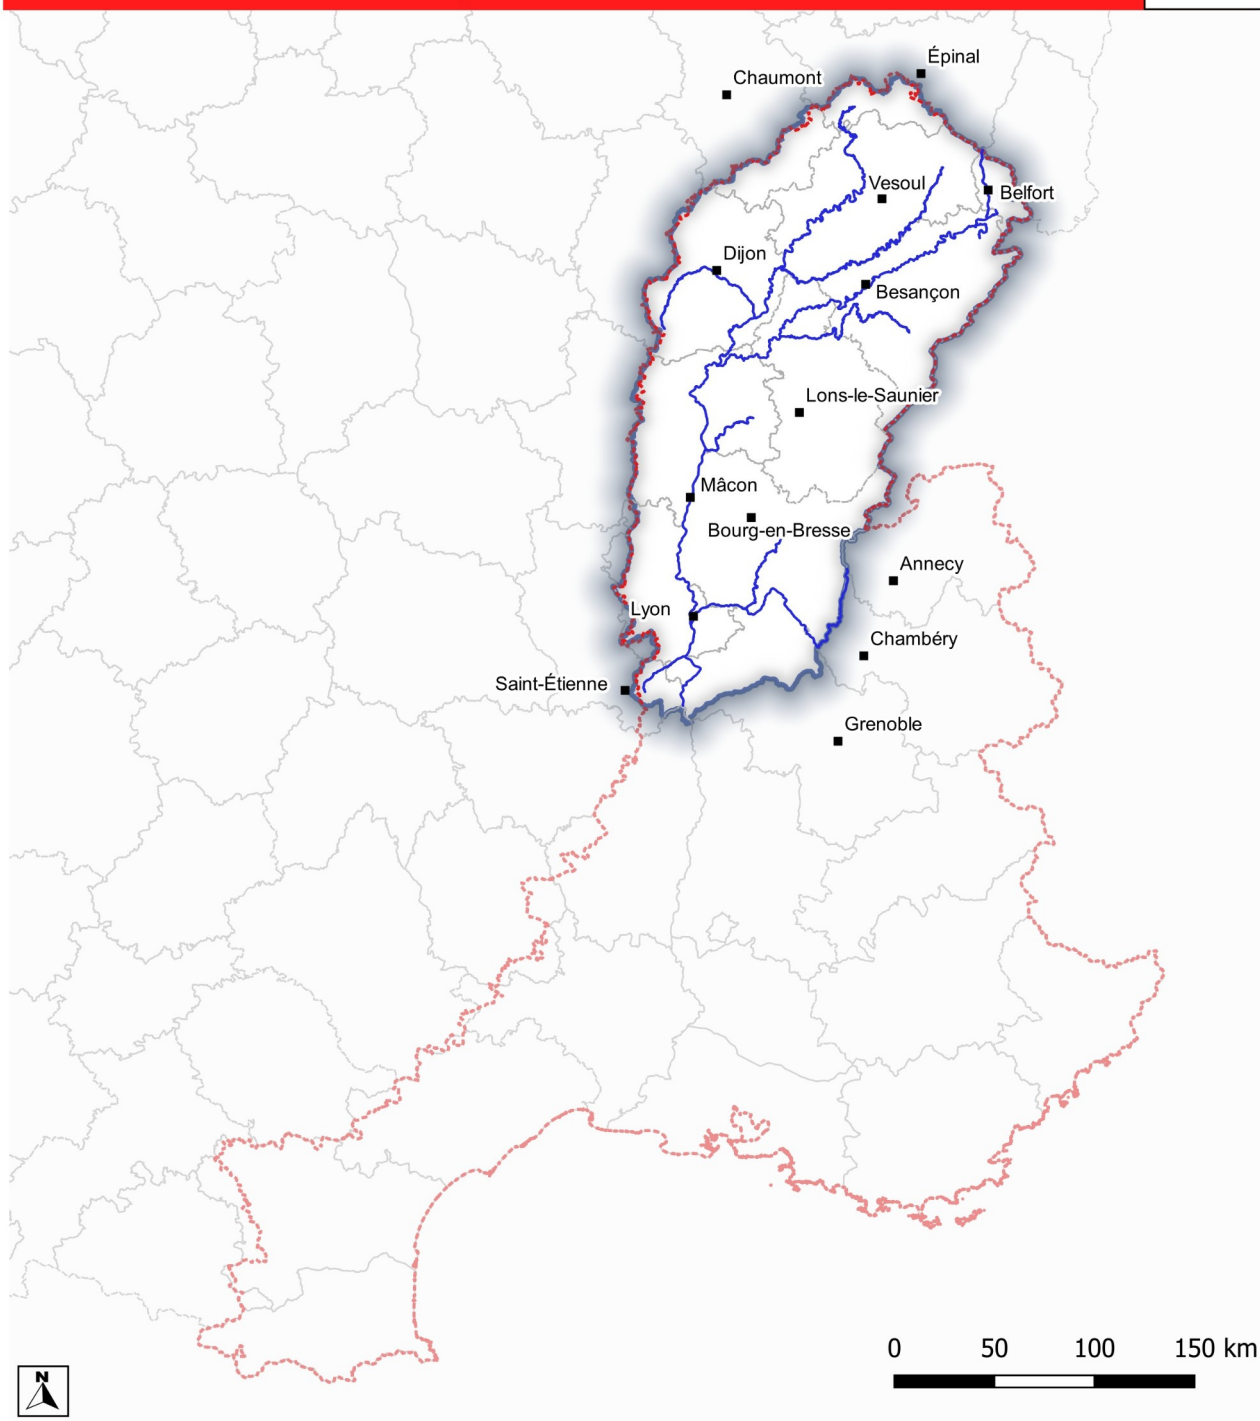 Épinal
Chaumont
Vesoul
Belfort
Dijon
Besançon
Lons-le-Saunier
Mâcon
Bourg-en-Bresse
Annecy
Lyon
Chambéry
Saint-Étienne
Grenoble
0 50 100 150 km
N